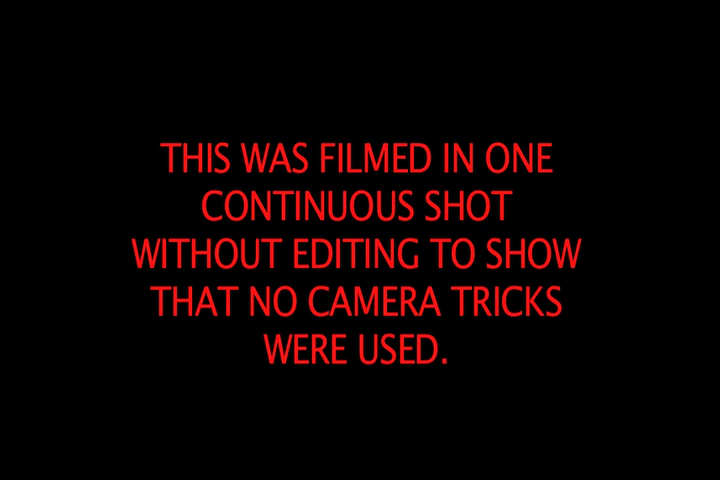 THIS WAS FILMED IN ONE
CONTINUOUS SHOT
WITHOUT EDITING TO SHOW
THAT NO CAMERA TRICKS
WERE USED.